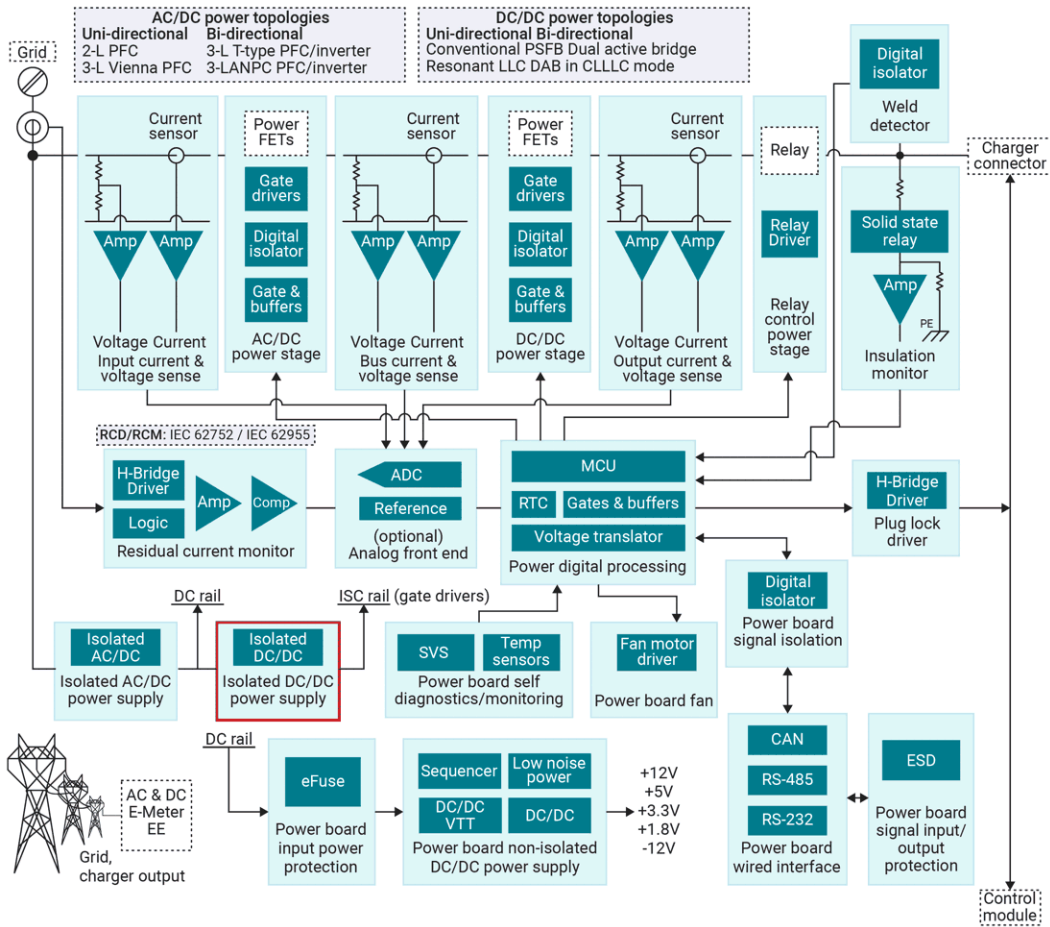 AC/DC power topologies
Uni-directional Bi-directional
2-L PFC 3-L T-type PFC/inverter
3-L Vienna PFC 3-LANPC PFC/inverter
DC/DC power topologies
Uni-directional Bi-directional
Conventional PSFB Dual active bridge
Resonant LLC DAB in CLLLC mode
Grid
Current
sensor
Amp
Amp
Voltage Current
Input current &
voltage sense
Power
FETs
Gate
drivers
Digital
isolator
Gate &
buffers
AC/DC
power stage
Current
sensor
Amp
Amp
Voltage Current
Bus current &
voltage sense
Power
FETs
Gate
drivers
Digital
isolator
Gate &
buffers
DC/DC
power stage
Current
sensor
Amp
Amp
Voltage Current
Output current &
voltage sense
Relay
Relay
Driver
Relay
control
power
stage
Digital
isolator
Weld
detector
Charger
connector
Solid state
relay
Amp
PE
Insulation
monitor
RCD/RCM: IEC 62752 / IEC 62955
H-Bridge
Driver
Logic
Amp
Comp
Residual current monitor
ADC
Reference
(optional)
Analog front end
MCU
RTC
Gates & buffers
Voltage translator
Power digital processing
H-Bridge
Driver
Plug lock
driver
DC rail
ISC rail (gate drivers)
Isolated
AC/DC
Isolated AC/DC
power supply
Isolated
DC/DC
Isolated DC/DC
power supply
SVS
Temp
sensors
Power board self
diagnostics/monitoring
Fan motor
driver
Power board fan
Digital
isolator
Power board
signal isolation
DC rail
eFuse
Power board
input power
protection
Sequencer
Low noise
power
DC/DC
VTT
DC/DC
Power board non-isolated
DC/DC power supply
+12V
+5V
+3.3V
+1.8V
-12V
CAN
RS-485
RS-232
Power board
wired interface
ESD
Power board
signal input/
output
protection
AC & DC
E-Meter
EE
Grid,
charger output
Control
module